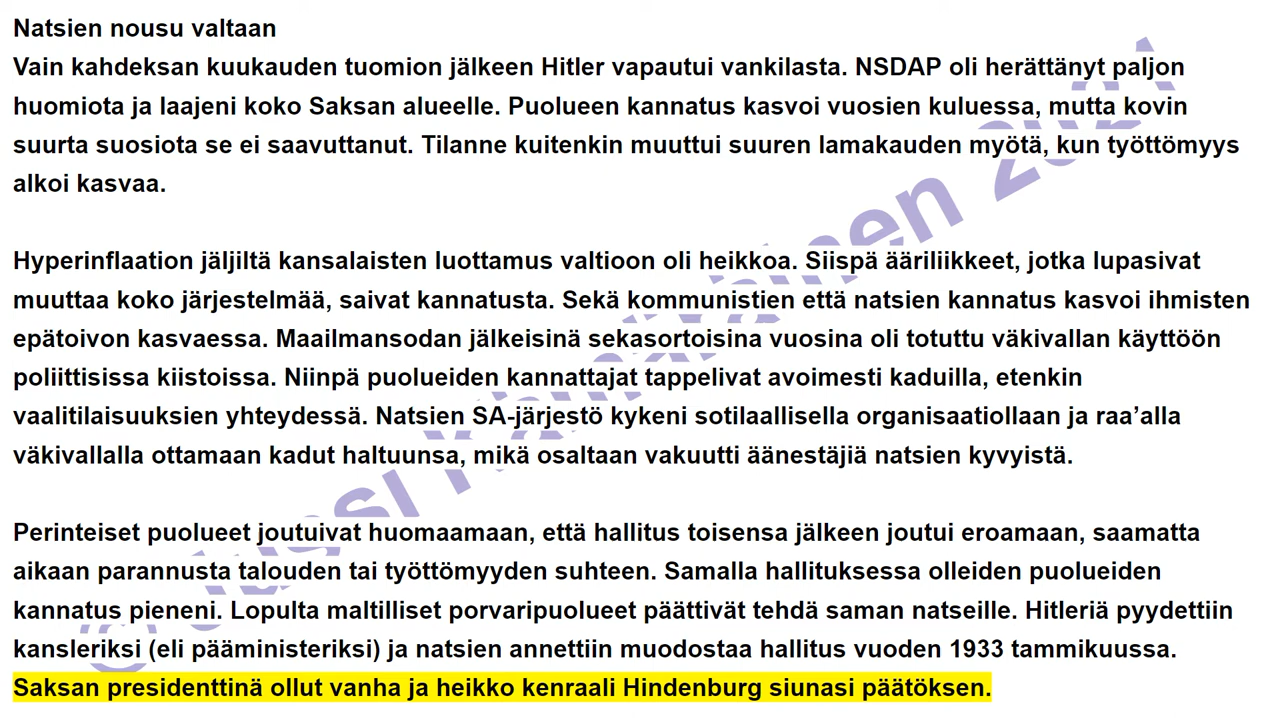 Natsien nousu valtaan
Vain kahdeksan kuukauden tuomion jälkeen Hitler vapautui vankilasta. NSDAP oli herättänyt paljon
huomiota ja laajeni koko Saksan alueelle. Puolueen kannatus kasvoi vuosien kuluessa, mutta kovin
suurta suosiota se ei saavuttanut. Tilanne kuitenkin muuttui suuren lamakauden myötä, kun työttömyys
alkoi kasvaa.
Hyperinflaation jäljiltä kansalaisten luottamus valtioon oli heikkoa. Siispä ääriliikkeet, jotka lupasivat
muuttaa koko järjestelmää, saivat kannatusta. Sekä kommunistien että natsien kannatus kasvoi ihmisten
epätoivon kasvaessa. Maailmansodan jälkeisinä sekasortoisina vuosina oli totuttu väkivallan käyttöön
poliittisissa kiistoissa. Niinpä puolueiden kannattajat tappelivat avoimesti kaduilla, etenkin
vaalitilaisuuksien yhteydessä. Natsien SA-järjestö kykeni sotilaallisella organisaatiollaan ja raa’alla
väkivallalla ottamaan kadut haltuunsa, mikä osaltaan vakuutti äänestäjiä natsien kyvyistä.
Perinteiset puolueet joutuivat huomaamaan, että hallitus toisensa jälkeen joutui eroamaan, saamatta
aikaan parannusta talouden tai työttömyyden suhteen. Samalla hallituksessa olleiden puolueiden
kannatus pieneni. Lopulta maltilliset porvaripuolueet päättivät tehdä saman natseille. Hitleriä pyydettiin
kansleriksi (eli pääministeriksi) ja natsien annettiin muodostaa hallitus vuoden 1933 tammikuussa.
Saksan presidenttinä ollut vanha ja heikko kenraali Hindenburg siunasi päätöksen.